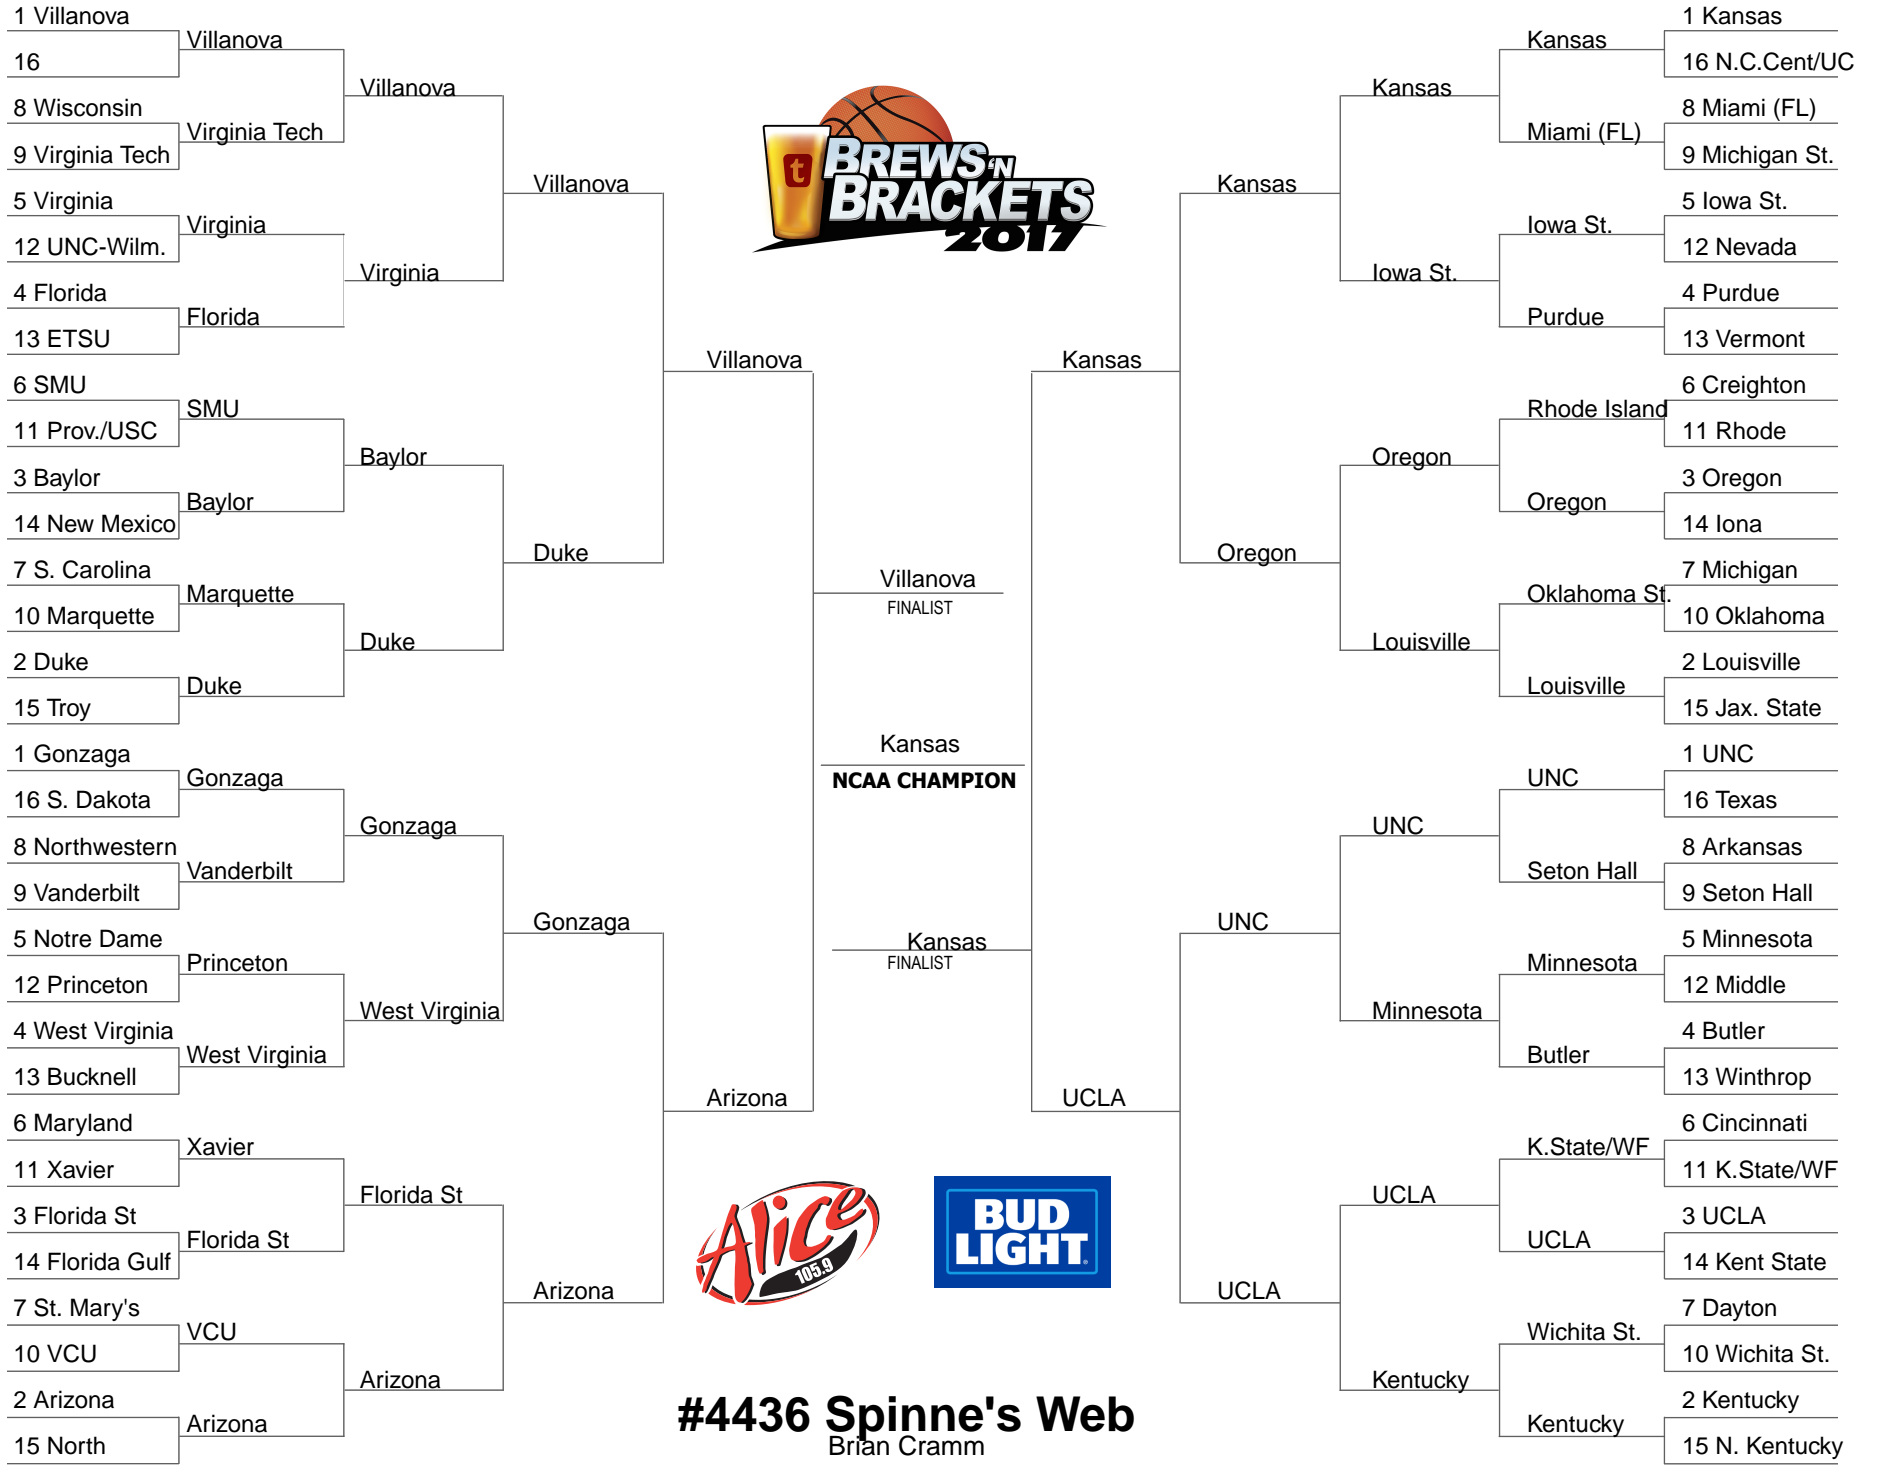 1 Villanova
16
8 Wisconsin
9 Virginia Tech
5 Virginia
12 UNC-Wilm.
4 Florida
13 ETSU
6 SMU
11 Prov./USC
3 Baylor
14 New Mexico
7 S. Carolina
10 Marquette
2 Duke
15 Troy
1 Gonzaga
16 S. Dakota
8 Northwestern
9 Vanderbilt
5 Notre Dame
12 Princeton
4 West Virginia
13 Bucknell
6 Maryland
11 Xavier
3 Florida St
14 Florida Gulf
7 St. Mary's
10 VCU
2 Arizona
15 North
Villanova
Virginia Tech
Virginia
Florida
SMU
Baylor
Marquette
Duke
Gonzaga
Vanderbilt
Princeton
West Virginia
Xavier
Florida St
VCU
Arizona
Villanova
Virginia
Baylor
Duke
Gonzaga
West Virginia
Florida St
Arizona
Villanova
Duke
Gonzaga
Arizona
Villanova
Arizona
t
BREWS 'N
BRACKETS
2017
Villanova
FINALIST
Kansas
NCAA CHAMPION
Kansas
FINALIST
Alice
105.9
BUD
LIGHT
#4436 Spinne's Web
Brian Cramm
Kansas
UCLA
Kansas
Oregon
UNC
UCLA
Kansas
Iowa St.
Oregon
Louisville
UNC
Minnesota
UCLA
Kentucky
Kansas
Miami (FL)
Iowa St.
Purdue
Rhode Island
Oregon
Oklahoma St.
Louisville
UNC
Seton Hall
Minnesota
Butler
K.State/WF
UCLA
Wichita St.
Kentucky
1 Kansas
16 N.C.Cent/UC
8 Miami (FL)
9 Michigan St.
5 Iowa St.
12 Nevada
4 Purdue
13 Vermont
6 Creighton
11 Rhode
3 Oregon
14 Iona
7 Michigan
10 Oklahoma
2 Louisville
15 Jax. State
1 UNC
16 Texas
8 Arkansas
9 Seton Hall
5 Minnesota
12 Middle
4 Butler
13 Winthrop
6 Cincinnati
11 K.State/WF
3 UCLA
14 Kent State
7 Dayton
10 Wichita St.
2 Kentucky
15 N. Kentucky